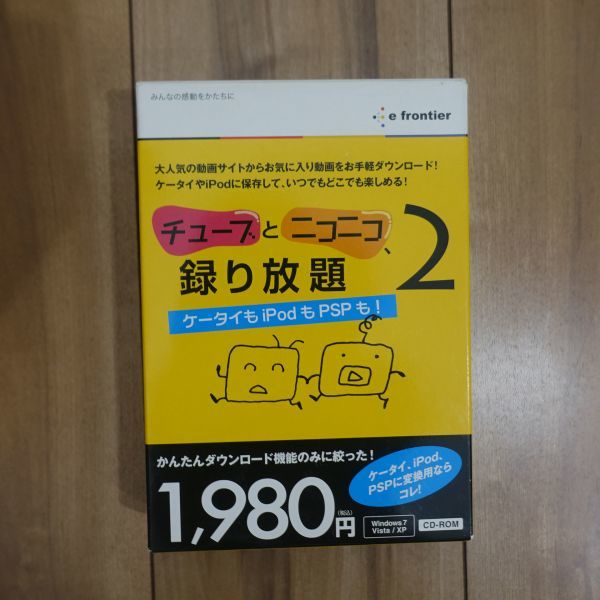 みんなの感動をかたちに
e frontier
大人気の動画サイトからお気に入り動画をお手軽ダウンロード!
ケータイやiPodに保存して、いつでもどこでも楽しめる!
チューブとニコニコ、
録り放題 2
ケータイも iPod も PSP も!
かんたんダウンロード機能のみに絞った!
ケータイ、iPod、
PSPに変換用なら
コレ!
1,980円
(税込)
Windows 7
Vista / XP
CD-ROM